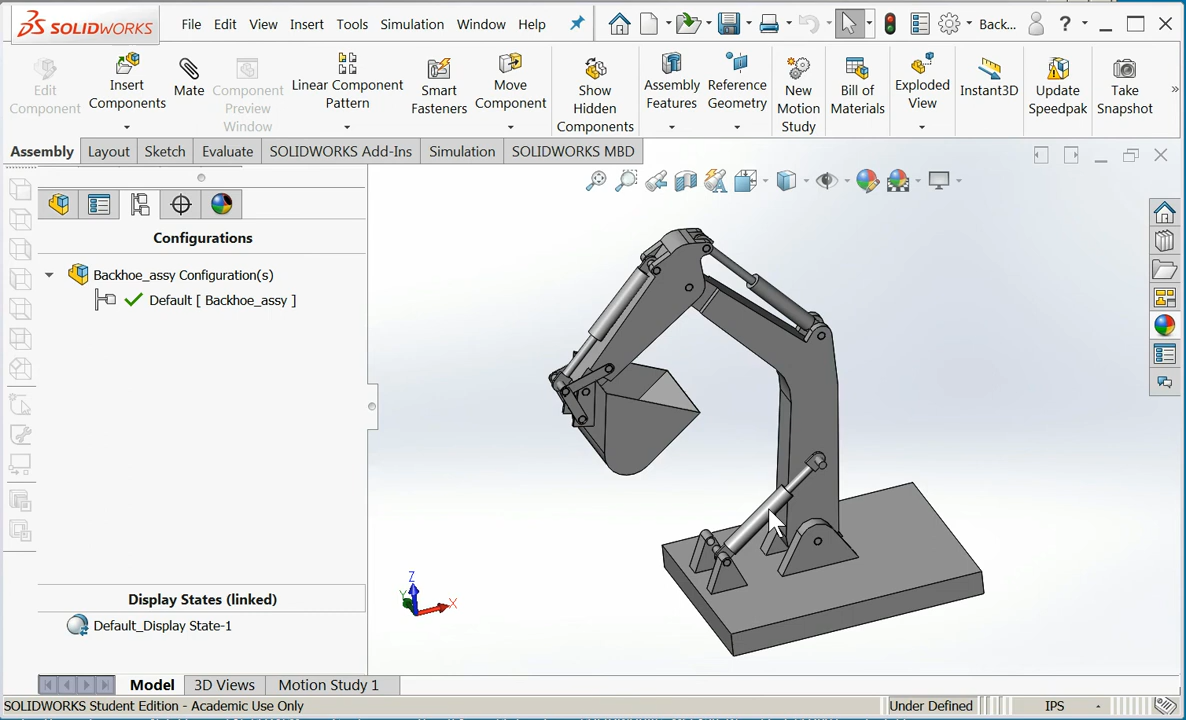 SOLIDWORKS
File Edit View Insert Tools Simulation Window Help
Back...
?
Edit Component
Insert Components
Mate
Component Preview Window
Linear Component Pattern
Smart Fasteners
Move Component
Show Hidden Components
Assembly Features
Reference Geometry
New Motion Study
Bill of Materials
Exploded View
Instant3D
Update Speedpak
Take Snapshot
»
Assembly Layout Sketch Evaluate SOLIDWORKS Add-Ins Simulation SOLIDWORKS MBD
Configurations
Backhoe_assy Configuration(s)
Default [ Backhoe_assy ]
Display States (linked)
Default_Display State-1
Z
Y
X
Model 3D Views Motion Study 1
SOLIDWORKS Student Edition - Academic Use Only
Under Defined
IPS